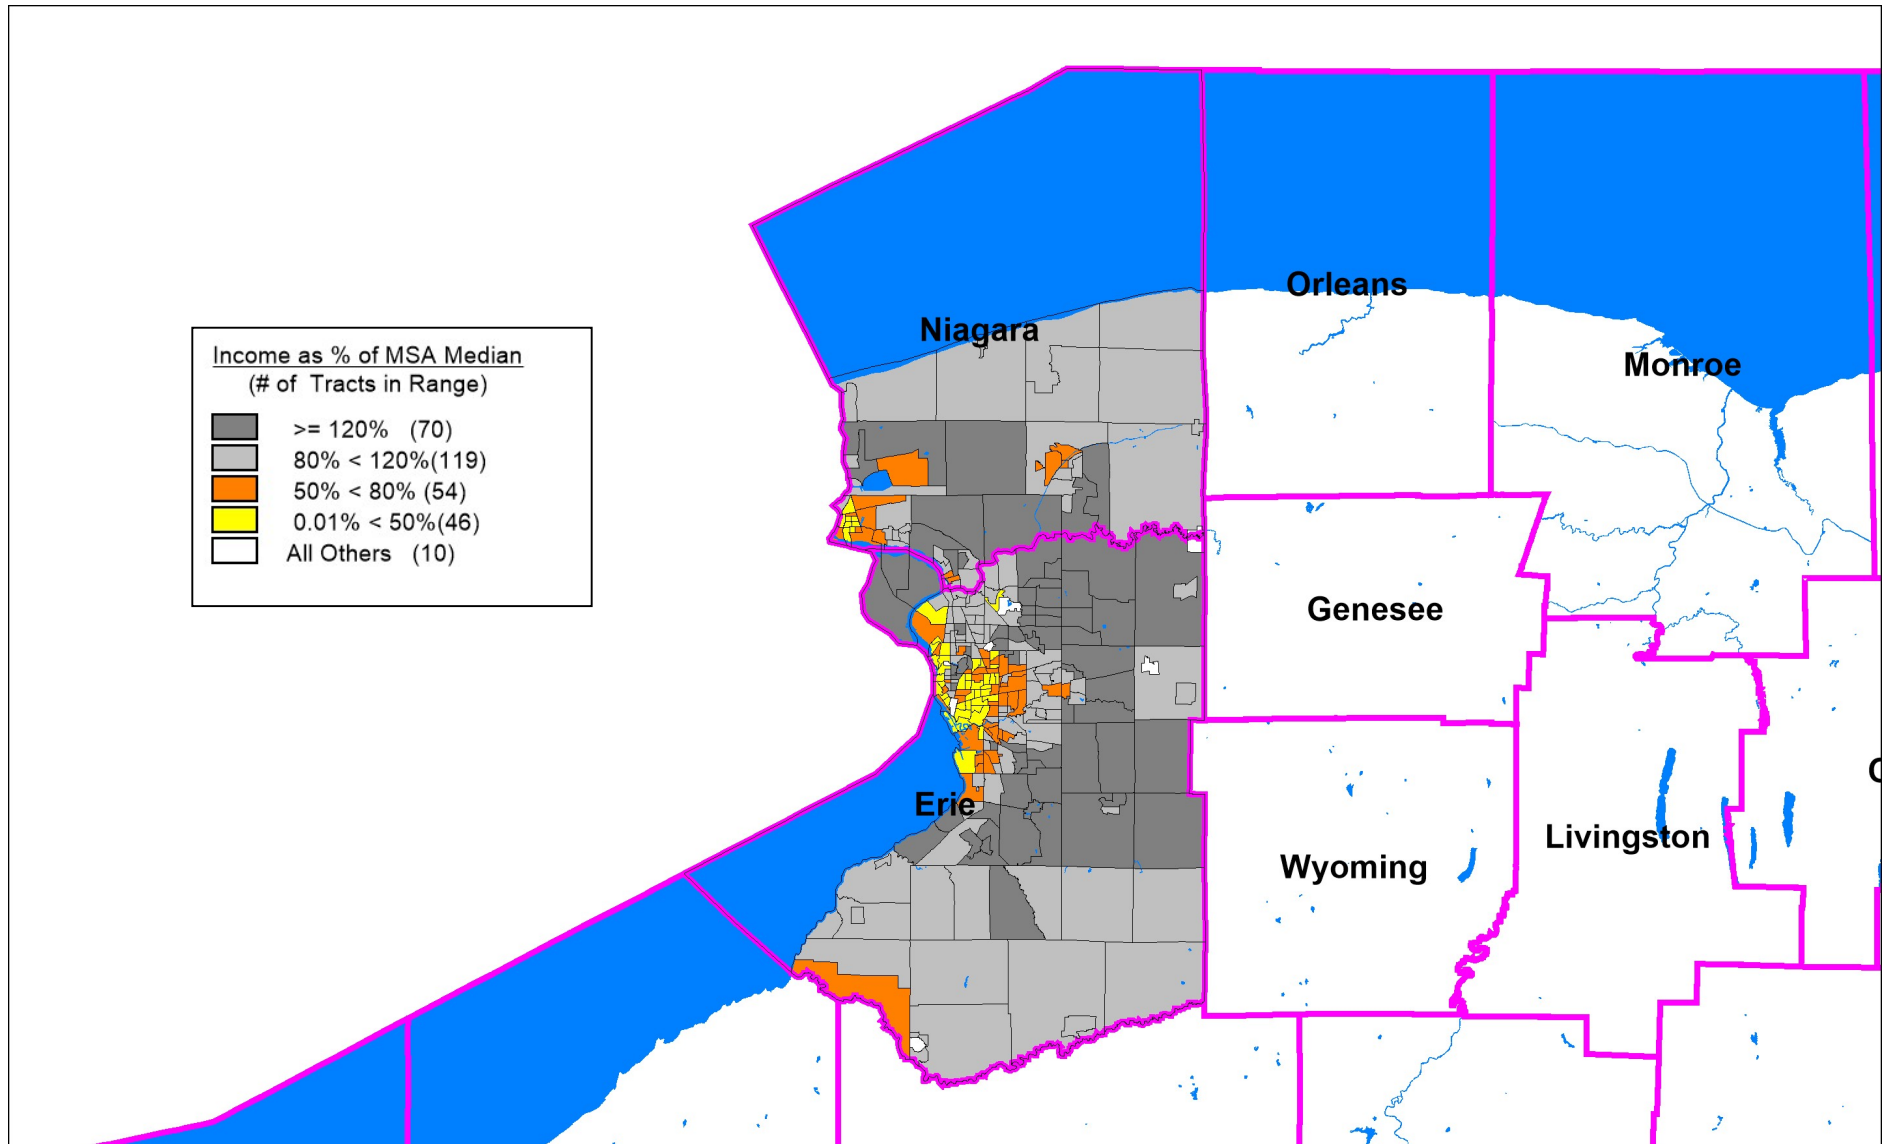 Income as % of MSA Median
(# of Tracts in Range)
>= 120% (70)
80% < 120%(119)
50% < 80% (54)
0.01% < 50%(46)
All Others (10)
Orleans
Niagara
Monroe
Genesee
Erie
Livingston
Wyoming